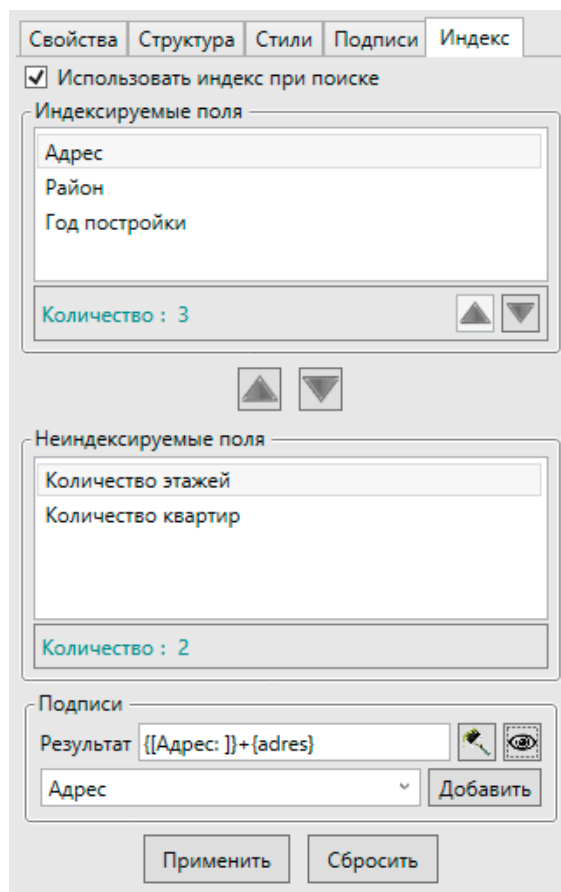 Свойства Структура Стили Подписи Индекс
Использовать индекс при поиске
Индексируемые поля
Адрес
Район
Год постройки
Количество : 3
Неиндексируемые поля
Количество этажей
Количество квартир
Количество : 2
Подписи
Результат {[Адрес: ]}+{adres}
Адрес Добавить
Применить Сбросить